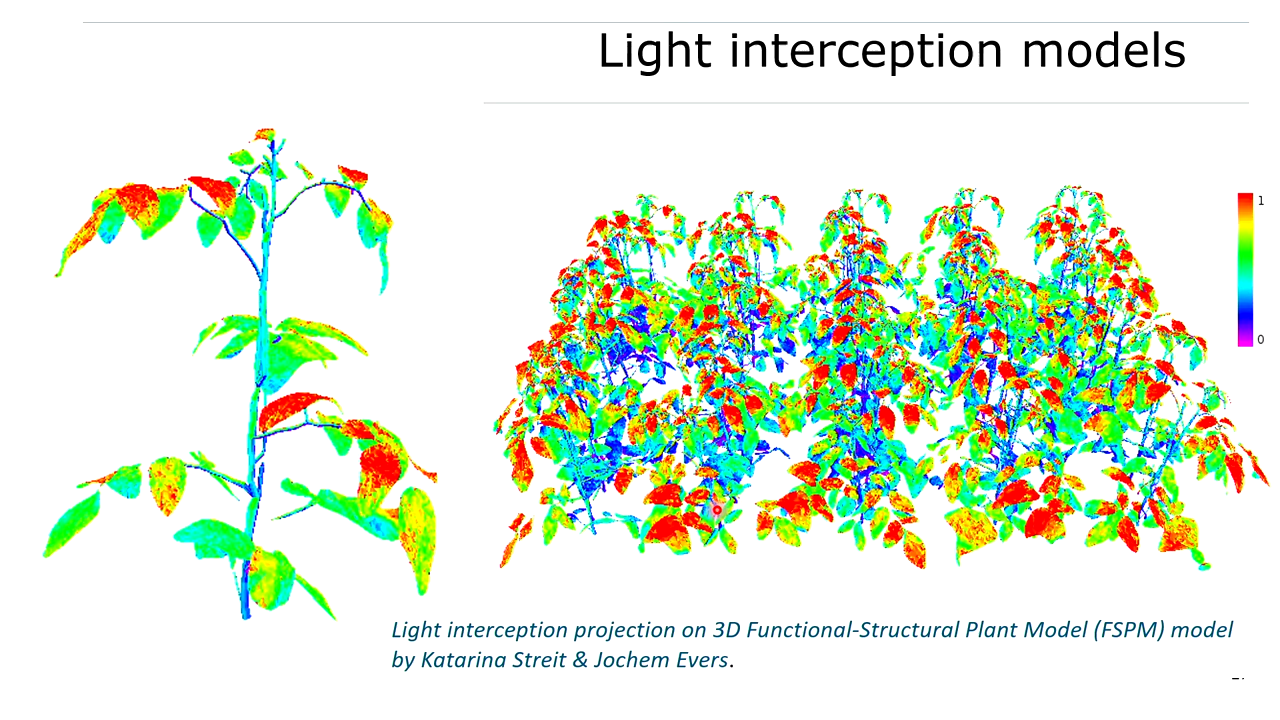 Light interception models
1
0
Light interception projection on 3D Functional-Structural Plant Model (FSPM) model
by Katarina Streit & Jochem Evers.